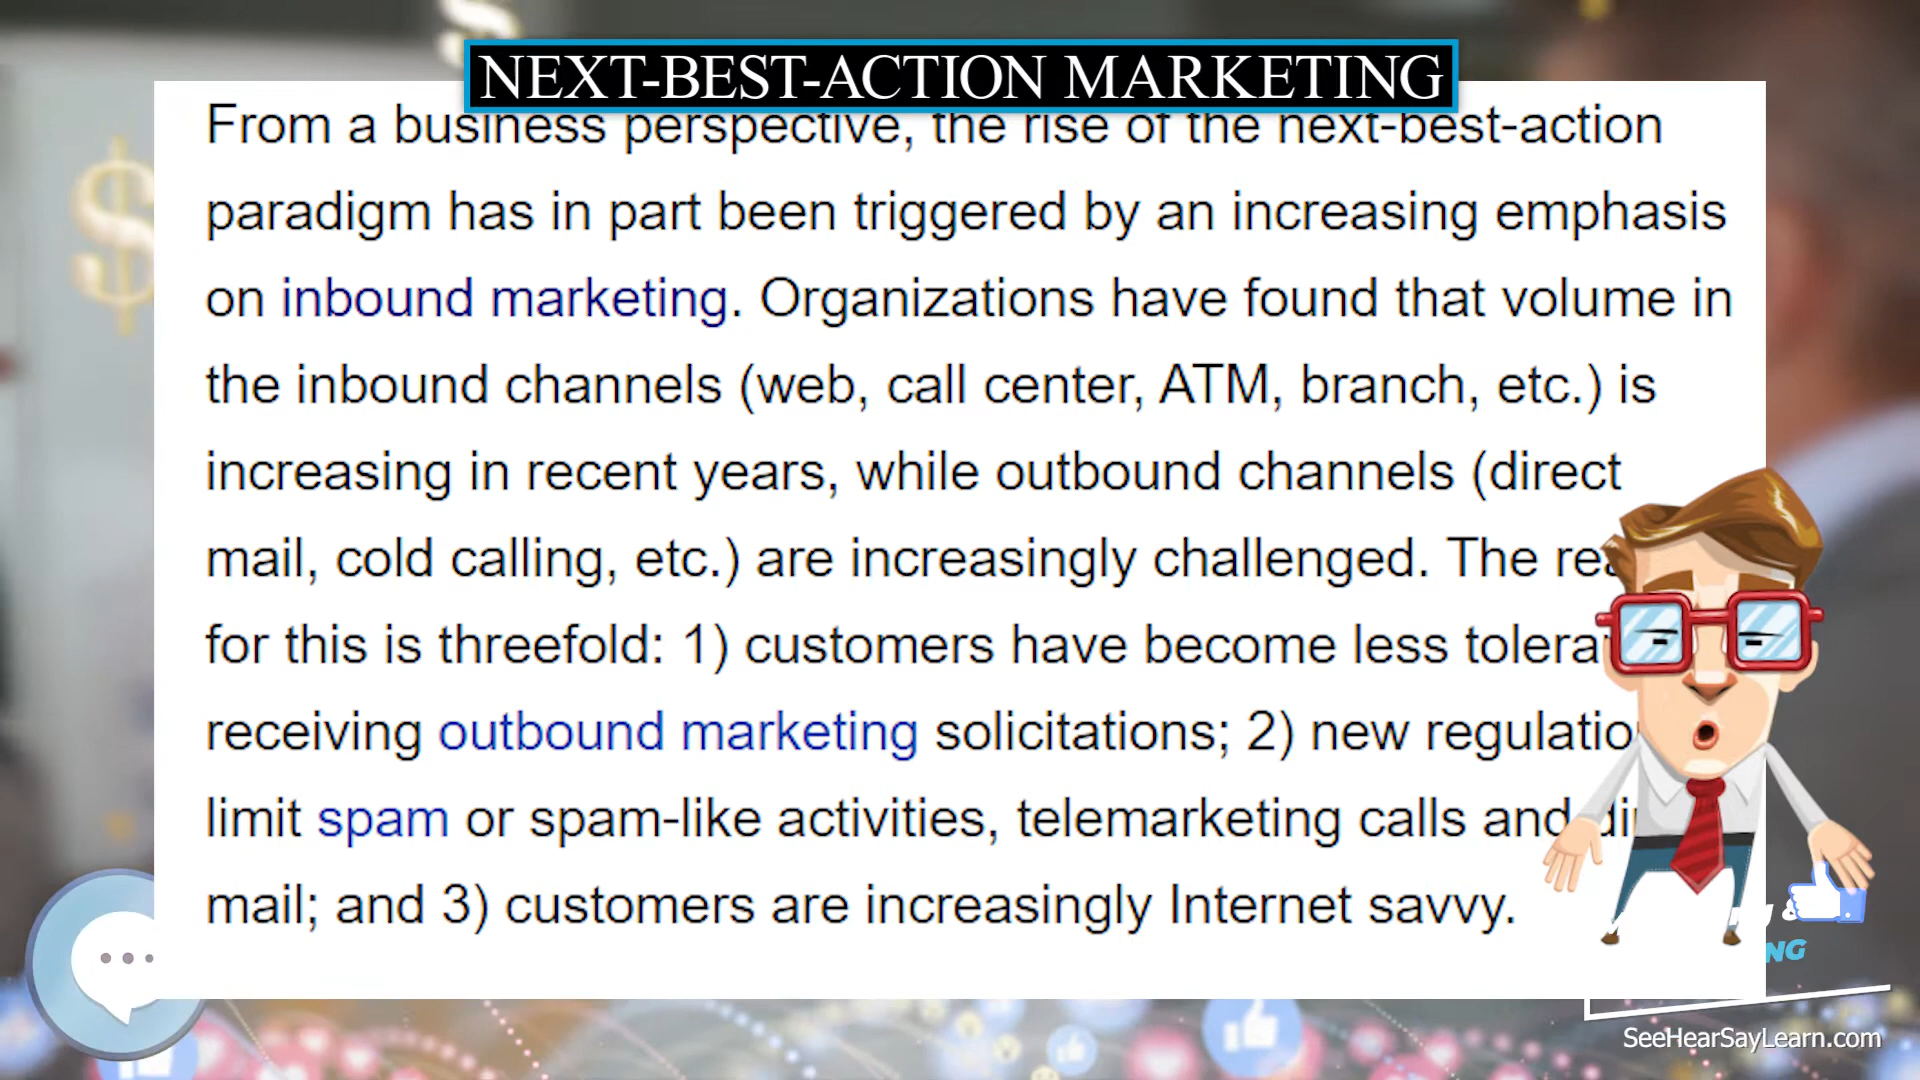 NEXT-BEST-ACTION MARKETING
From a business perspective, the rise of the next-best-action
paradigm has in part been triggered by an increasing emphasis
on inbound marketing. Organizations have found that volume in
the inbound channels (web, call center, ATM, branch, etc.) is
increasing in recent years, while outbound channels (direct
mail, cold calling, etc.) are increasingly challenged. The
for this is threefold: 1) customers have become less
receiving outbound marketing solicitations; 2) new
limit spam or spam-like activities, telemarketing calls and
mail; and 3) customers are increasingly Internet savvy.
SeeHearSayLearn.com